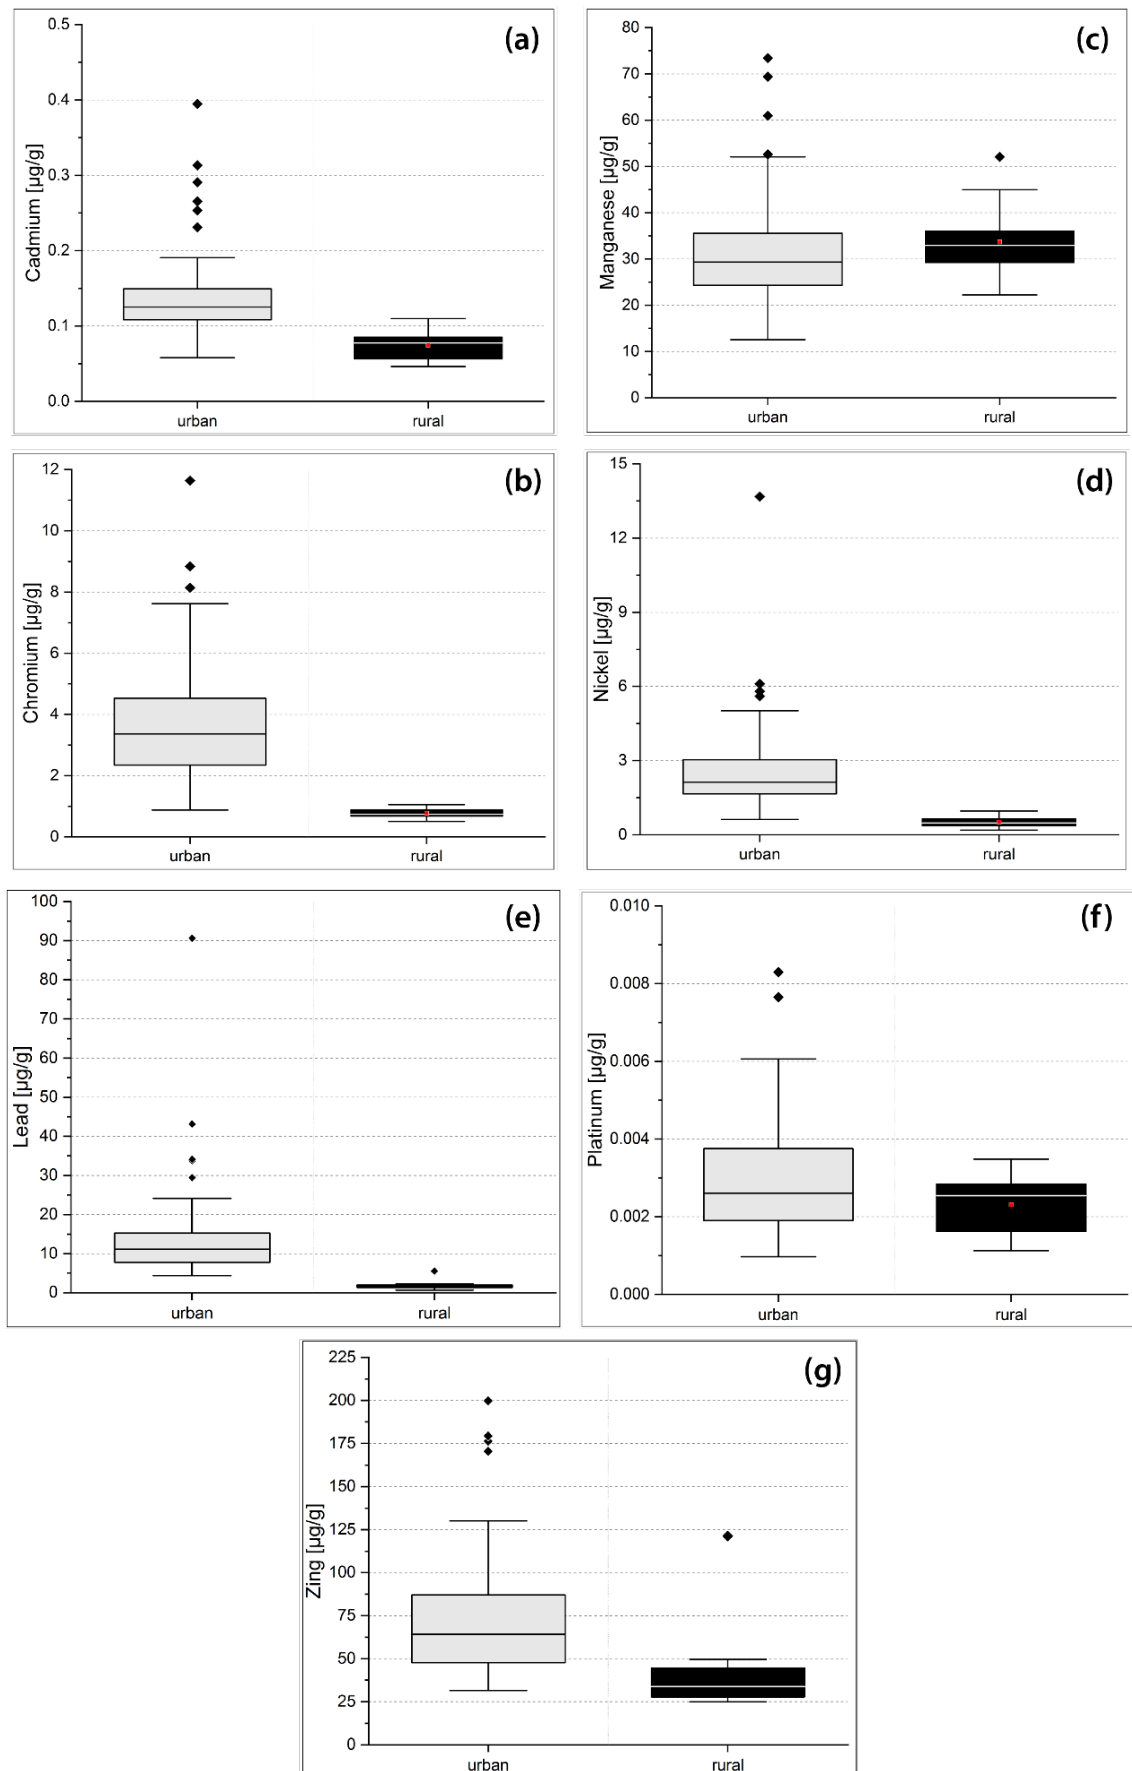 (a)
Cadmium [µg/g]
0.5
0.4
0.3
0.2
0.1
0.0
urban rural
(c)
Manganese [µg/g]
80
70
60
50
40
30
20
10
0
urban rural
(b)
Chromium [µg/g]
12
10
8
6
4
2
0
urban rural
(d)
Nickel [µg/g]
15
12
9
6
3
0
urban rural
(e)
Lead [µg/g]
100
90
80
70
60
50
40
30
20
10
0
urban rural
(f)
Platinum [µg/g]
0.010
0.008
0.006
0.004
0.002
0.000
urban rural
(g)
Zing [µg/g]
225
200
175
150
125
100
75
50
25
0
urban rural